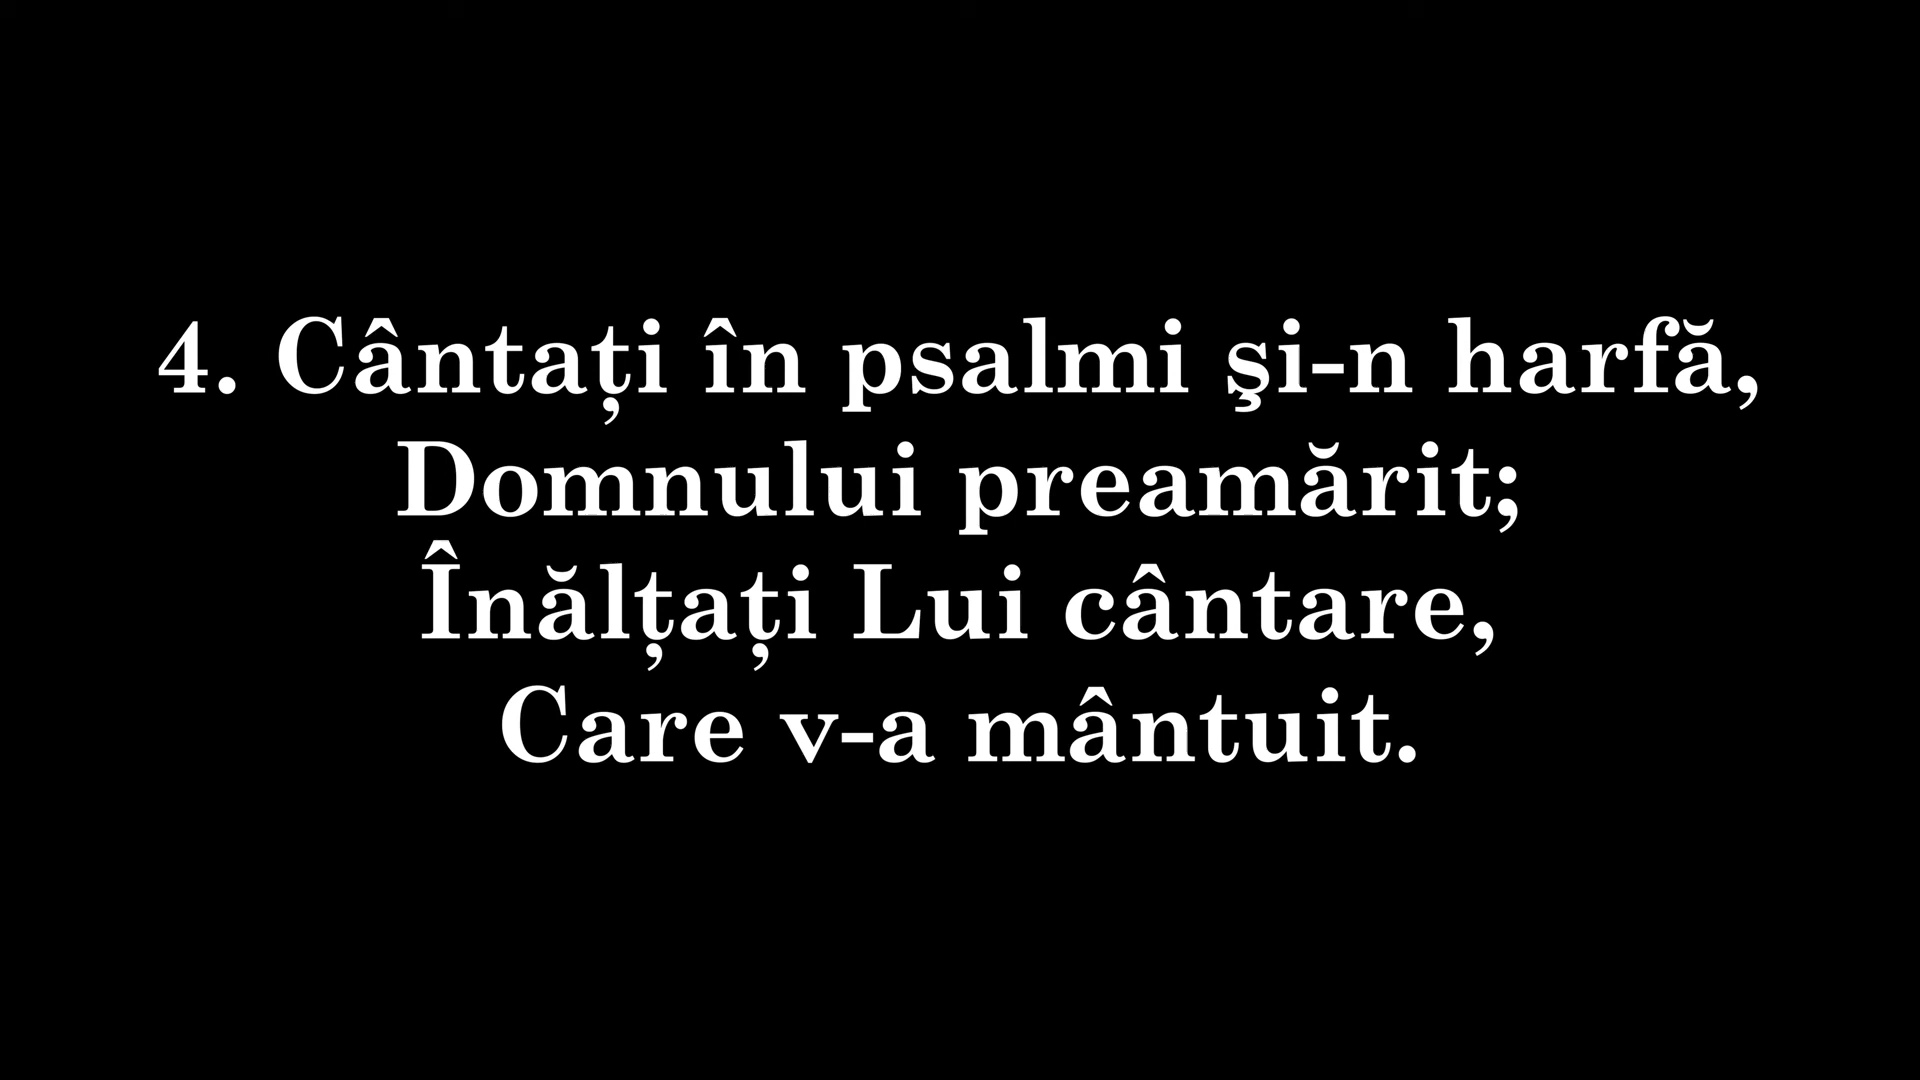 4. Cântați în psalmi şi-n harfă,
Domnului preamărit;
Înălțați Lui cântare,
Care v-a mântuit.